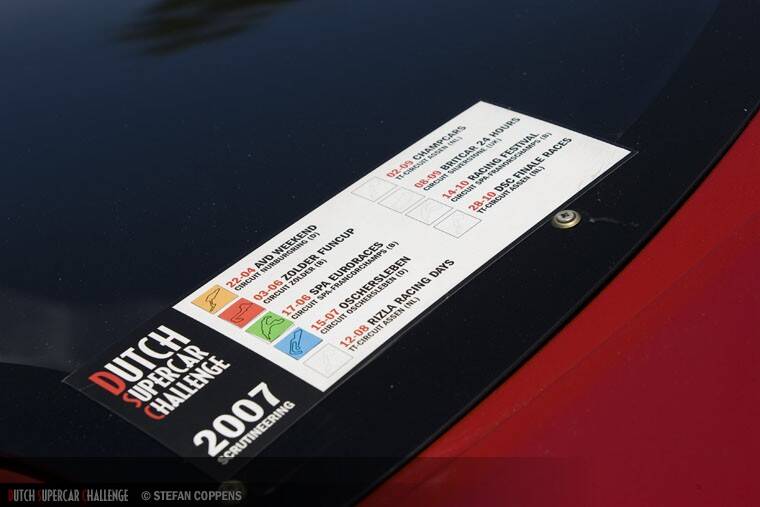 DUTCH
SUPERCAR
CHALLENGE
2007
SCRUTINEERING
22-04 AVD WEEKEND
CIRCUIT NURBURGRING (D)
03-06 ZOLDER FUNCUP
CIRCUIT ZOLDER (B)
17-06 SPA EURORACES
CIRCUIT SPA-FRANCORCHAMPS (B)
15-07 OSCHERSLEBEN
CIRCUIT OSCHERSLEBEN (D)
12-08 RIZLA RACING DAYS
TT-CIRCUIT ASSEN (NL)
02-09 CHAMPCARS
TT-CIRCUIT ASSEN (NL)
08-09 BRITCAR 24 HOURS
CIRCUIT SILVERSTONE (UK)
14-10 RACING FESTIVAL
CIRCUIT SPA-FRANCORSCHAMPS (B)
28-10 DSC FINALE RACES
TT-CIRCUIT ASSEN (NL)
DUTCH SUPERCAR CHALLENGE © STEFAN COPPENS